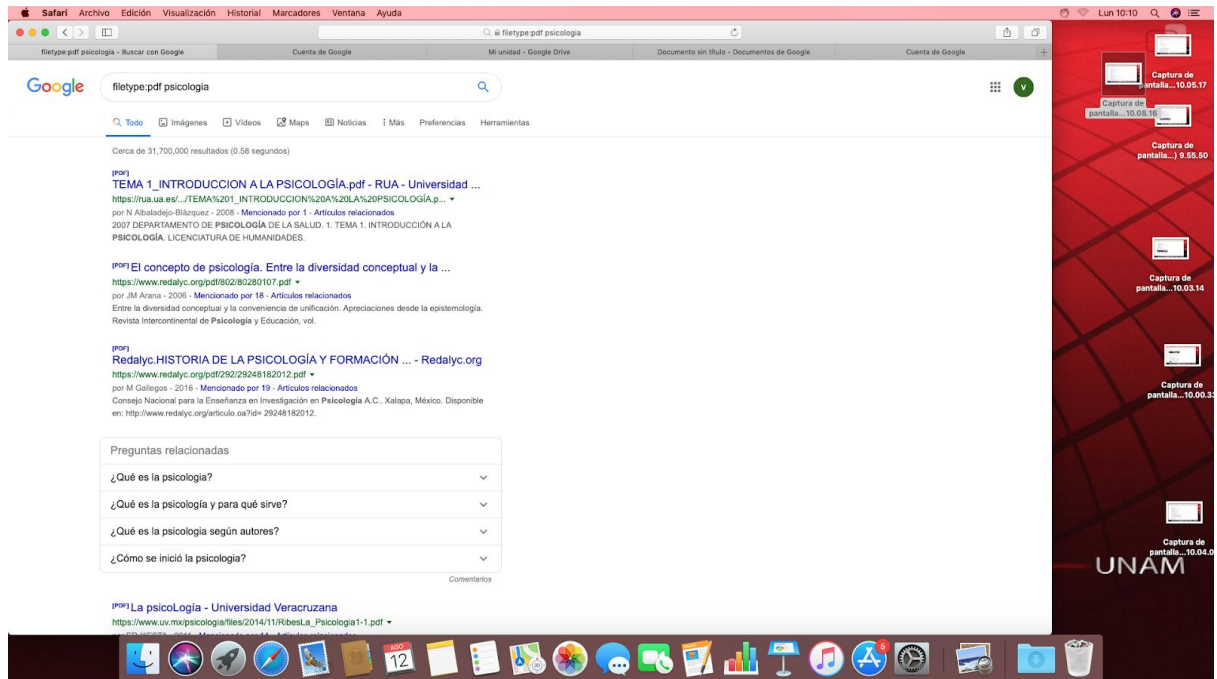 Safari Archivo Edición Visualización Historial Marcadores Ventana Ayuda
Lun 10:10
filetype:pdf psicologia
filetype:pdf psicologia - Buscar con Google
Cuenta de Google
Mi unidad - Google Drive
Documento sin título - Documentos de Google
Cuenta de Google
Google
filetype:pdf psicologia
V
Todo Imágenes Vídeos Maps Noticias Más Preferencias Herramientas
Cerca de 31,700,000 resultados (0.58 segundos)
[PDF]
TEMA 1_INTRODUCCION A LA PSICOLOGÍA.pdf - RUA - Universidad ...
https://rua.ua.es/.../TEMA%201_INTRODUCCION%20A%20LA%20PSICOLOGÍA.p...
por N Albaladejo-Blázquez - 2008 - Mencionado por 1 - Artículos relacionados
2007 DEPARTAMENTO DE PSICOLOGÍA DE LA SALUD. 1. TEMA 1. INTRODUCCIÓN A LA
PSICOLOGÍA. LICENCIATURA DE HUMANIDADES.
[PDF] El concepto de psicología. Entre la diversidad conceptual y la ...
https://www.redalyc.org/pdf/802/80280107.pdf
por JM Arana - 2006 - Mencionado por 18 - Artículos relacionados
Entre la diversidad conceptual y la conveniencia de unificación. Apreciaciones desde la epistemología.
Revista Intercontinental de Psicología y Educación, vol.
[PDF]
Redalyc.HISTORIA DE LA PSICOLOGÍA Y FORMACIÓN ... - Redalyc.org
https://www.redalyc.org/pdf/292/29248182012.pdf
por M Gallegos - 2016 - Mencionado por 19 - Artículos relacionados
Consejo Nacional para la Enseñanza en Investigación en Psicología A.C.. Xalapa, México. Disponible
en: http://www.redalyc.org/articulo.oa?id= 29248182012.
Preguntas relacionadas
¿Qué es la psicologia?
¿Qué es la psicología y para qué sirve?
¿Qué es la psicologia según autores?
¿Cómo se inició la psicologia?
Comentarios
[PDF] La psicoLogía - Universidad Veracruzana
https://www.uv.mx/psicologia/files/2014/11/RibesLa_Psicologia1-1.pdf
Captura de
pantalla...10.05.17
Captura de
pantalla...10.08.16
Captura de
pantalla...) 9.55.50
Captura de
pantalla...10.03.14
Captura de
pantalla...10.00.33
Captura de
pantalla...10.04.0
UNAM
AGO
12
6